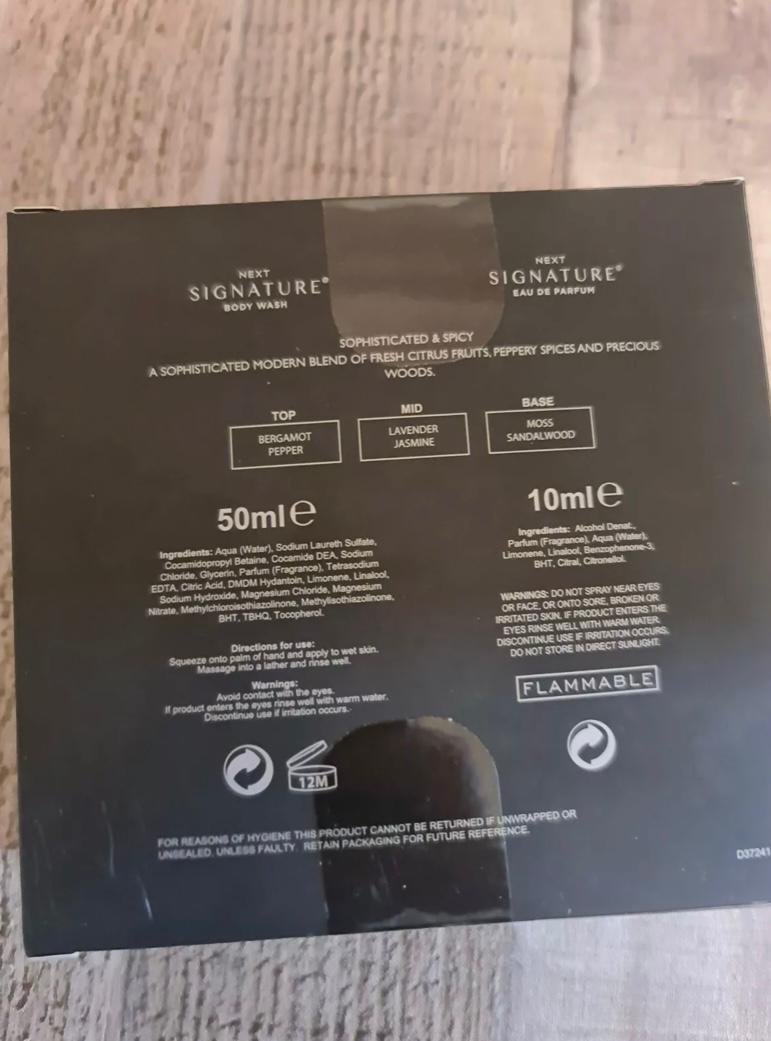 NEXT
SIGNATURE®
BODY WASH
NEXT
SIGNATURE®
EAU DE PARFUM
SOPHISTICATED & SPICY
A SOPHISTICATED MODERN BLEND OF FRESH CITRUS FRUITS, PEPPERY SPICES AND PRECIOUS
WOODS.
TOP
BERGAMOT
PEPPER
MID
LAVENDER
JASMINE
BASE
MOSS
SANDALWOOD
50ml℮
Ingredients: Aqua (Water), Sodium Laureth Sulfate,
Cocamidopropyl Betaine, Cocamide DEA, Sodium
Chloride, Glycerin, Parfum (Fragrance), Tetrasodium
EDTA, Citric Acid, DMDM Hydantoin, Limonene, Linalool,
Sodium Hydroxide, Magnesium Chloride, Magnesium
Nitrate, Methylchloroisothiazolinone, Methylisothiazolinone,
BHT, TBHQ, Tocopherol.
Directions for use:
Squeeze onto palm of hand and apply to wet skin.
Massage into a lather and rinse well.
Warnings:
Avoid contact with the eyes.
If product enters the eyes rinse well with warm water.
Discontinue use if irritation occurs.
12M
10ml℮
Ingredients: Alcohol Denat.,
Parfum (Fragrance), Aqua (Water),
Limonene, Linalool, Benzophenone-3,
BHT, Citral, Citronellol.
WARNINGS: DO NOT SPRAY NEAR EYES
OR FACE, OR ONTO SORE, BROKEN OR
IRRITATED SKIN. IF PRODUCT ENTERS THE
EYES RINSE WELL WITH WARM WATER.
DISCONTINUE USE IF IRRITATION OCCURS.
DO NOT STORE IN DIRECT SUNLIGHT.
FLAMMABLE
FOR REASONS OF HYGIENE THIS PRODUCT CANNOT BE RETURNED IF UNWRAPPED OR
UNSEALED, UNLESS FAULTY. RETAIN PACKAGING FOR FUTURE REFERENCE.
D37241